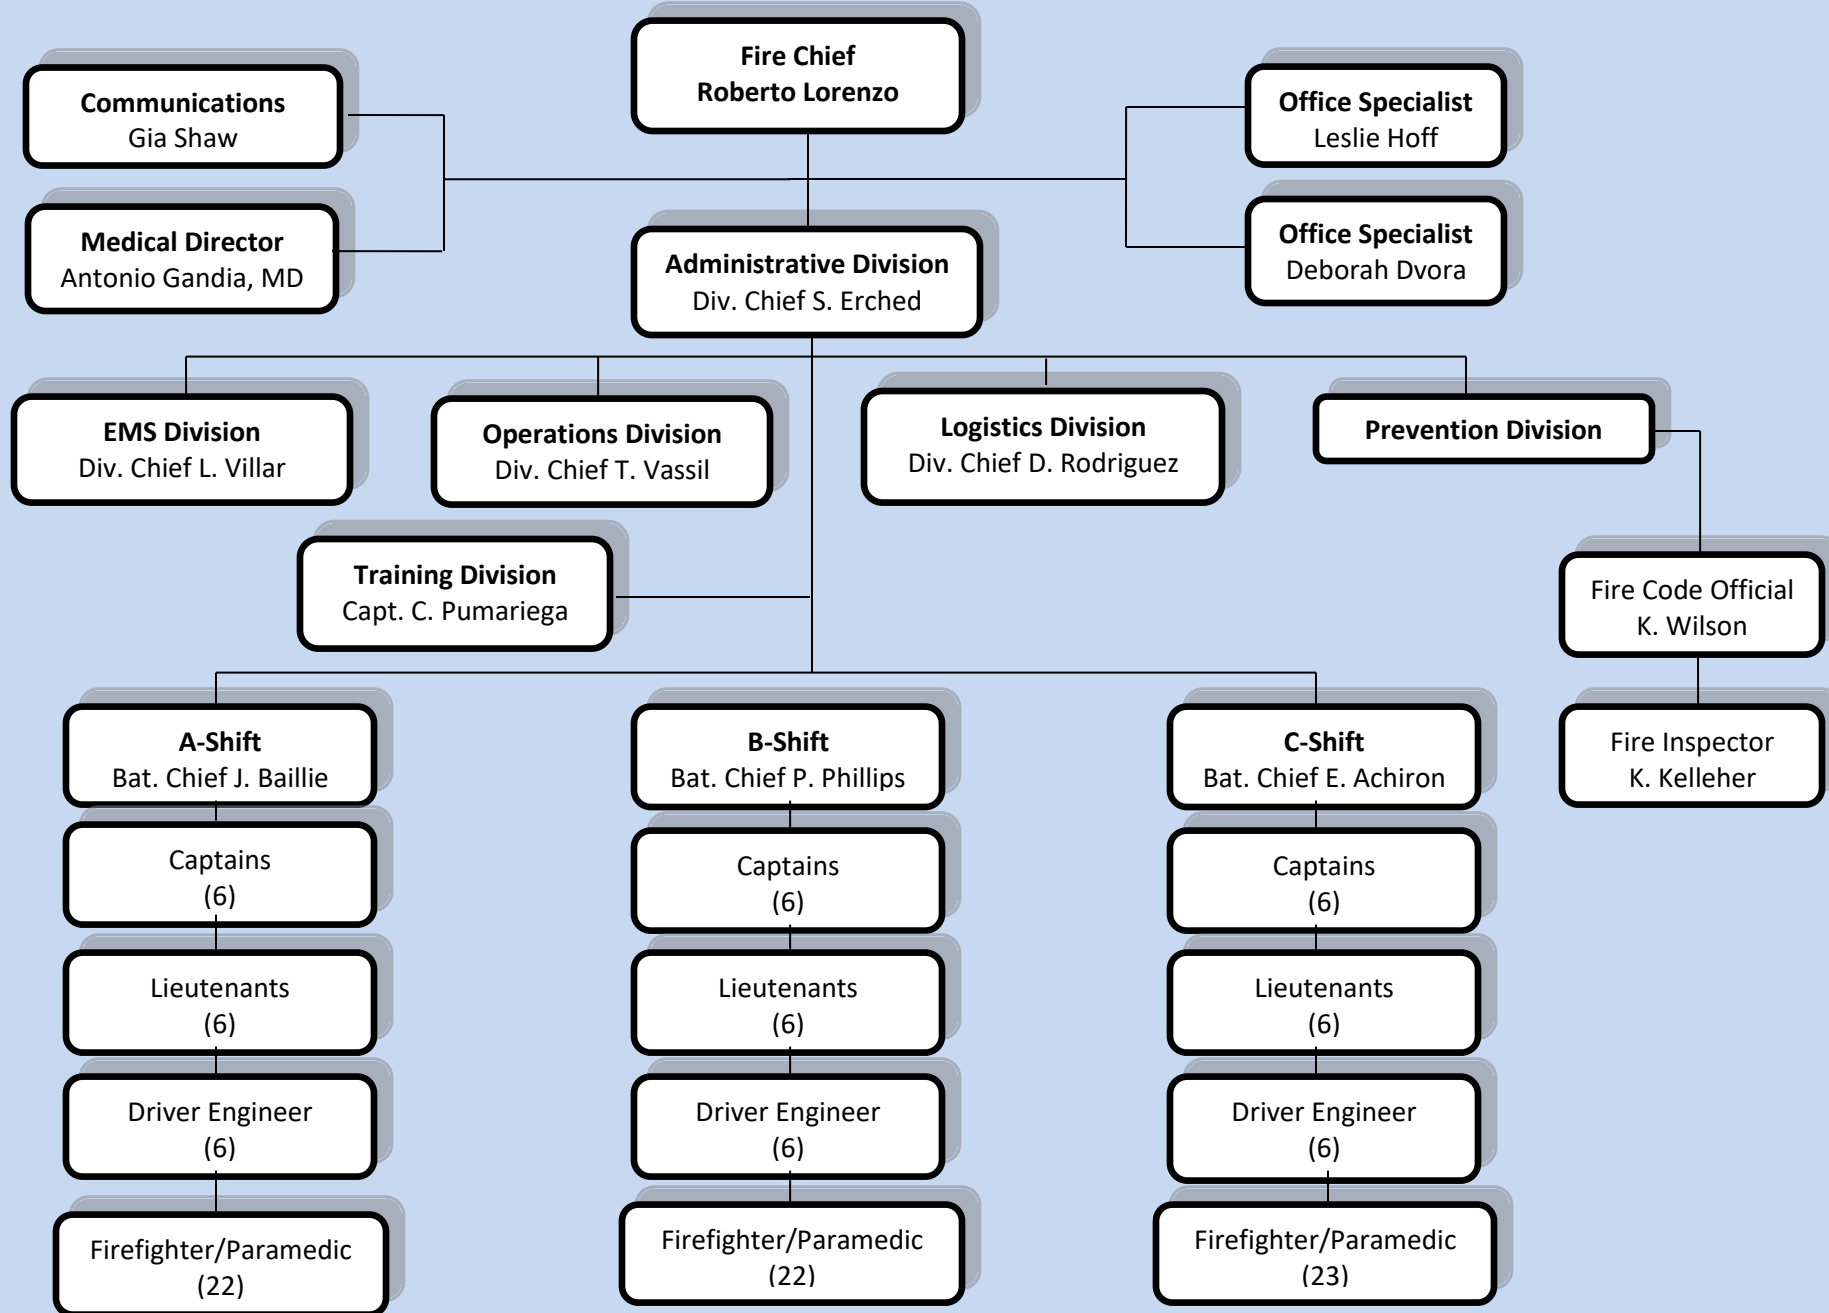 Fire Chief
Roberto Lorenzo
Communications
Gia Shaw
Office Specialist
Leslie Hoff
Medical Director
Antonio Gandia, MD
Administrative Division
Div. Chief S. Erched
Office Specialist
Deborah Dvora
EMS Division
Div. Chief L. Villar
Operations Division
Div. Chief T. Vassil
Logistics Division
Div. Chief D. Rodriguez
Prevention Division
Training Division
Capt. C. Pumariega
Fire Code Official
K. Wilson
Fire Inspector
K. Kelleher
A-Shift
Bat. Chief J. Baillie
Captains
(6)
Lieutenants
(6)
Driver Engineer
(6)
Firefighter/Paramedic
(22)
B-Shift
Bat. Chief P. Phillips
Captains
(6)
Lieutenants
(6)
Driver Engineer
(6)
Firefighter/Paramedic
(22)
C-Shift
Bat. Chief E. Achiron
Captains
(6)
Lieutenants
(6)
Driver Engineer
(6)
Firefighter/Paramedic
(23)